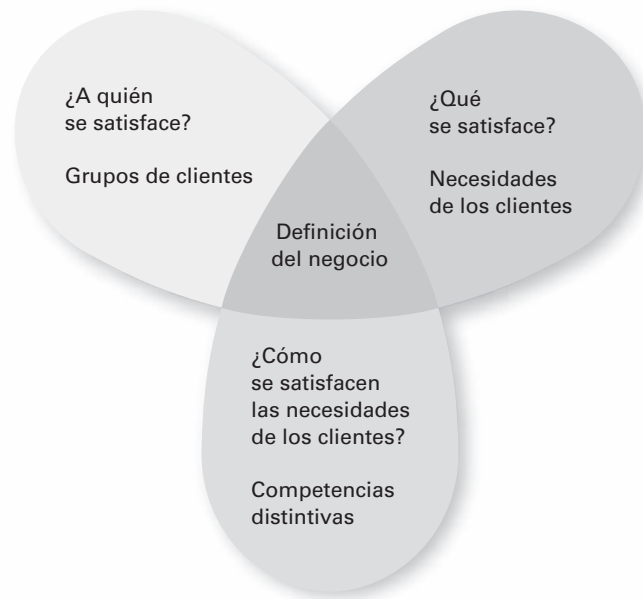 ¿A quién
se satisface?
Grupos de clientes
¿Qué
se satisface?
Necesidades
de los clientes
Definición
del negocio
¿Cómo
se satisfacen
las necesidades
de los clientes?
Competencias
distintivas